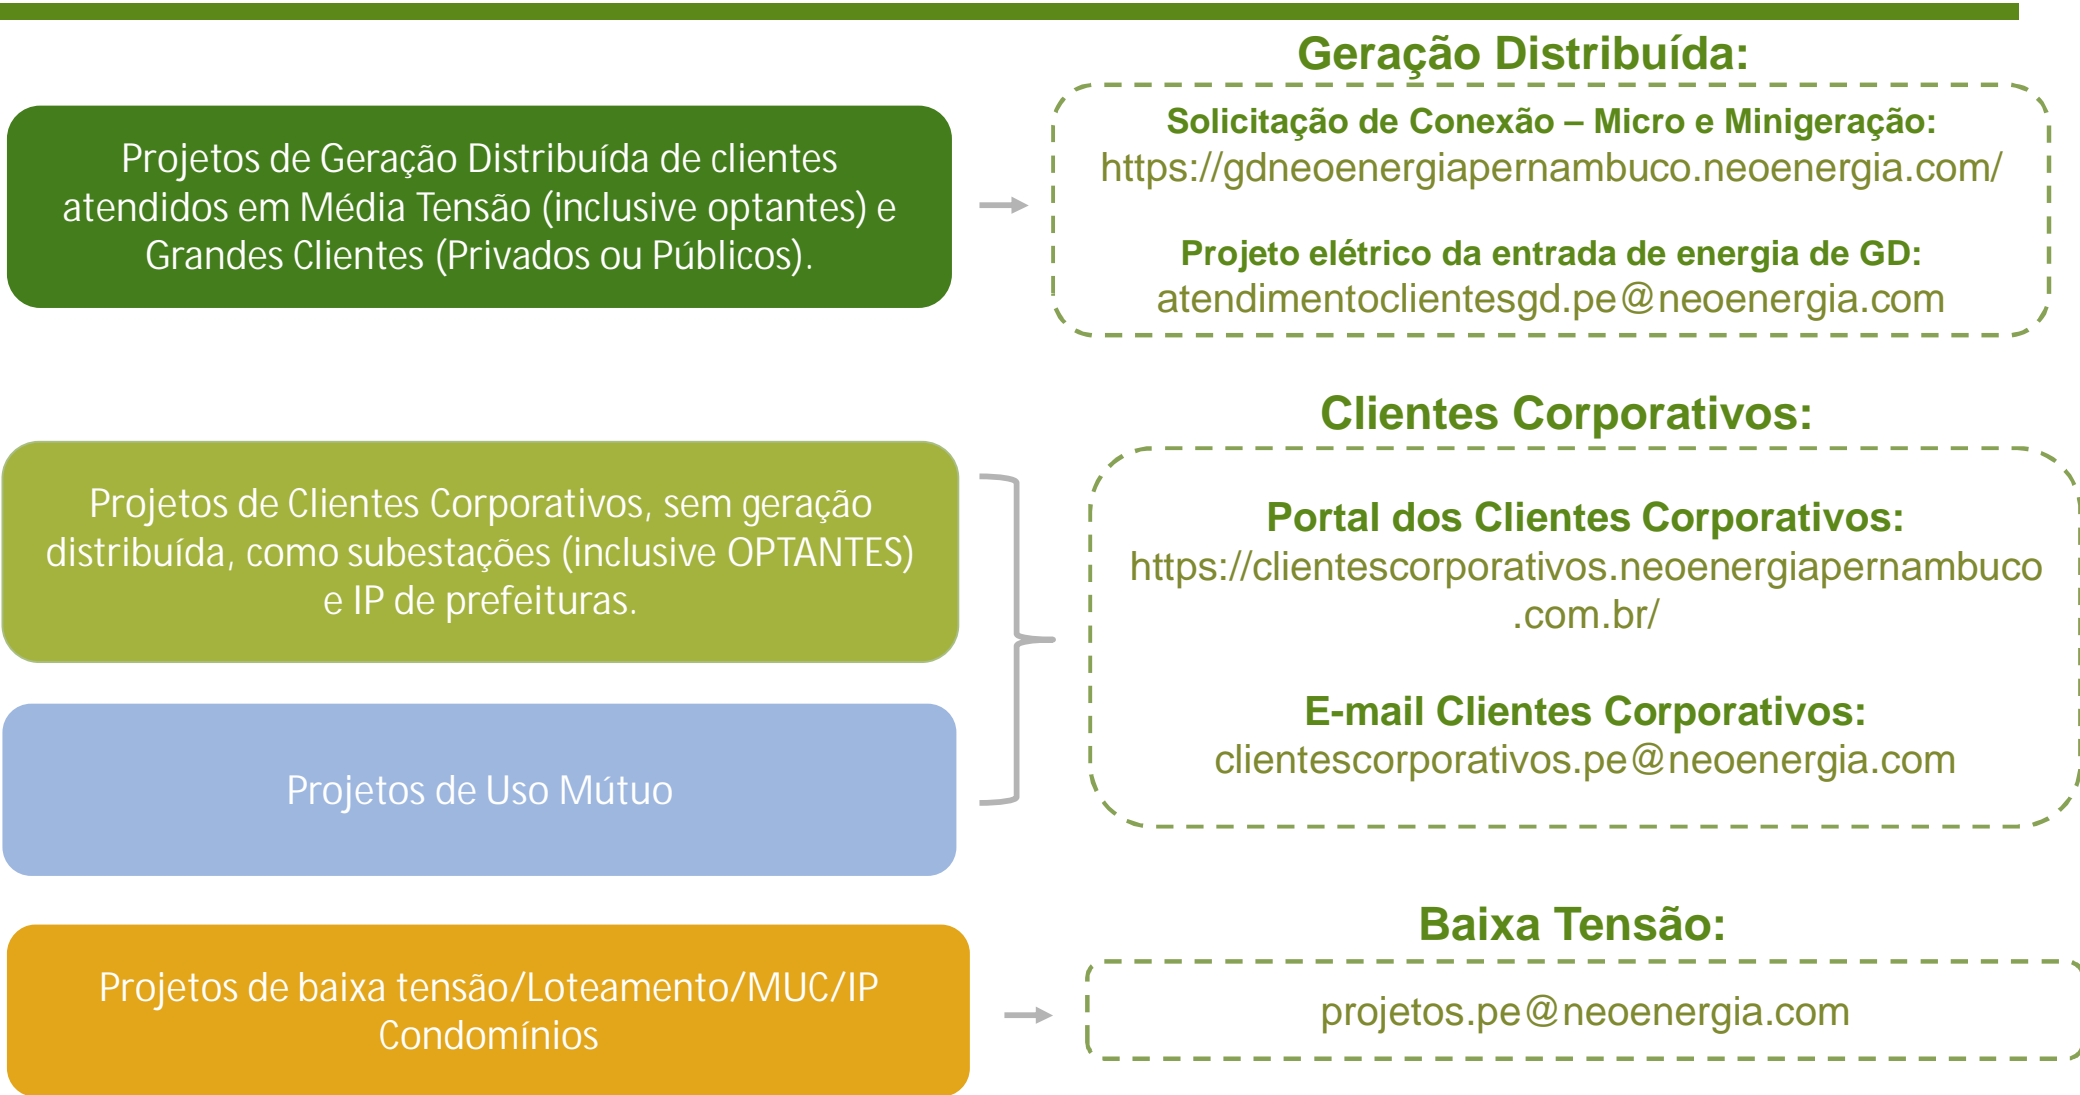 Geração Distribuída:
Projetos de Geração Distribuída de clientes
atendidos em Média Tensão (inclusive optantes) e
Grandes Clientes (Privados ou Públicos).
Solicitação de Conexão – Micro e Minigeração:
https://gdneoenergiapernambuco.neoenergia.com/
Projeto elétrico da entrada de energia de GD:
atendimentoclientesgd.pe@neoenergia.com
Clientes Corporativos:
Projetos de Clientes Corporativos, sem geração
distribuída, como subestações (inclusive OPTANTES)
e IP de prefeituras.
Projetos de Uso Mútuo
Portal dos Clientes Corporativos:
https://clientescorporativos.neoenergiapernambuco
.com.br/
E-mail Clientes Corporativos:
clientescorporativos.pe@neoenergia.com
Baixa Tensão:
Projetos de baixa tensão/Loteamento/MUC/IP
Condomínios
projetos.pe@neoenergia.com